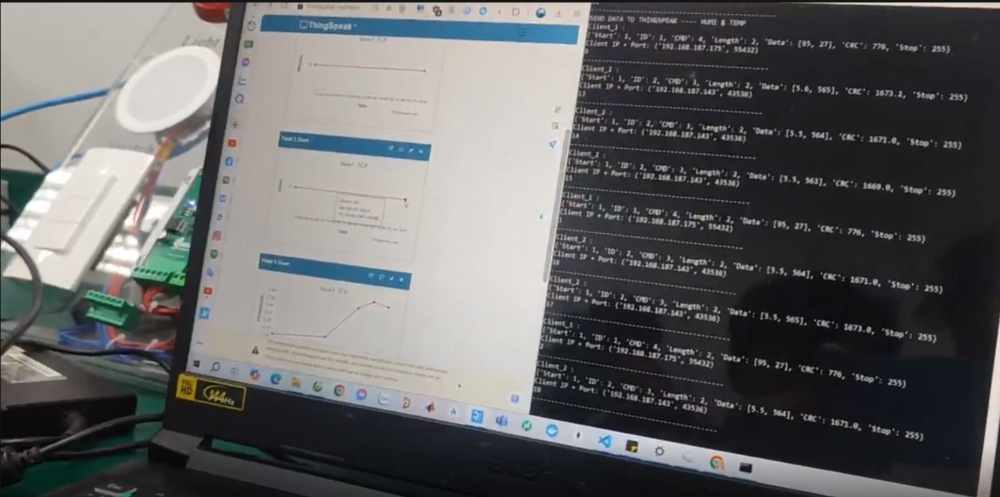 Light
ThingSpeak™
Field 2 Chart
Date
ThingSpeak.com
Field 3 Chart
FULL HD
144Hz
acer
Esc
SEND DATA TO THINGSPEAK ---- HUMI & TEMP
Client_1 :
{'Start': 1, 'ID': 1, 'CMD': 4, 'Length': 2, 'Data': [95, 27], 'CRC': 776, 'Stop': 255}
Client IP + Port: ('192.168.187.175', 55432)
0
Client_2 :
{'Start': 1, 'ID': 2, 'CMD': 3, 'Length': 2, 'Data': [5.6, 565], 'CRC': 1673.2, 'Stop': 255}
Client IP + Port: ('192.168.187.143', 43536)
13
Client_2 :
{'Start': 1, 'ID': 2, 'CMD': 3, 'Length': 2, 'Data': [5.5, 564], 'CRC': 1671.0, 'Stop': 255}
Client IP + Port: ('192.168.187.143', 43536)
14
Client_2 :
{'Start': 1, 'ID': 2, 'CMD': 3, 'Length': 2, 'Data': [5.5, 563], 'CRC': 1669.0, 'Stop': 255}
Client IP + Port: ('192.168.187.143', 43536)
15
Client_1 :
{'Start': 1, 'ID': 1, 'CMD': 4, 'Length': 2, 'Data': [95, 27], 'CRC': 776, 'Stop': 255}
Client IP + Port: ('192.168.187.175', 55432)
1
Client_2 :
{'Start': 1, 'ID': 2, 'CMD': 3, 'Length': 2, 'Data': [5.5, 564], 'CRC': 1671.0, 'Stop': 255}
Client IP + Port: ('192.168.187.143', 43536)
16
Client_2 :
{'Start': 1, 'ID': 2, 'CMD': 3, 'Length': 2, 'Data': [5.5, 565], 'CRC': 1673.0, 'Stop': 255}
Client IP + Port: ('192.168.187.143', 43536)
17
Client_1 :
{'Start': 1, 'ID': 1, 'CMD': 4, 'Length': 2, 'Data': [95, 27], 'CRC': 776, 'Stop': 255}
Client IP + Port: ('192.168.187.175', 55432)
2
Client_2 :
{'Start': 1, 'ID': 2, 'CMD': 3, 'Length': 2, 'Data': [5.5, 564], 'CRC': 1671.0, 'Stop': 255}
Client IP + Port: ('192.168.187.143', 43536)
18